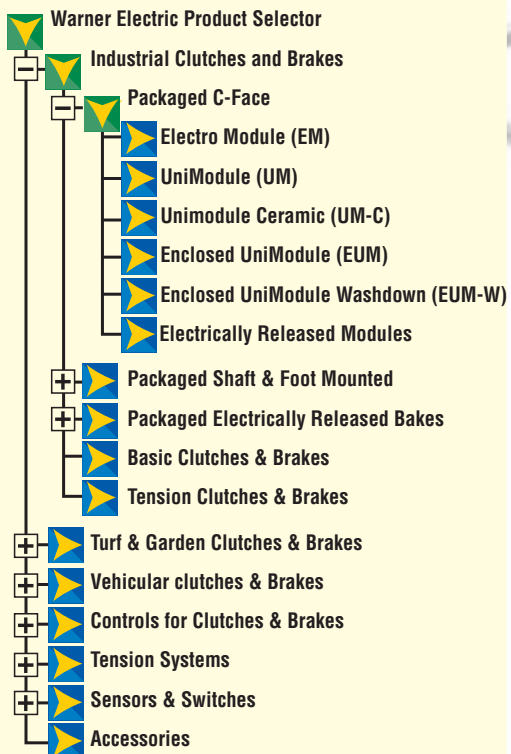 Warner Electric Product Selector
Industrial Clutches and Brakes
Packaged C-Face
Electro Module (EM)
UniModule (UM)
Unimodule Ceramic (UM-C)
Enclosed UniModule (EUM)
Enclosed UniModule Washdown (EUM-W)
Electrically Released Modules
Packaged Shaft & Foot Mounted
Packaged Electrically Released Bakes
Basic Clutches & Brakes
Tension Clutches & Brakes
Turf & Garden Clutches & Brakes
Vehicular clutches & Brakes
Controls for Clutches & Brakes
Tension Systems
Sensors & Switches
Accessories